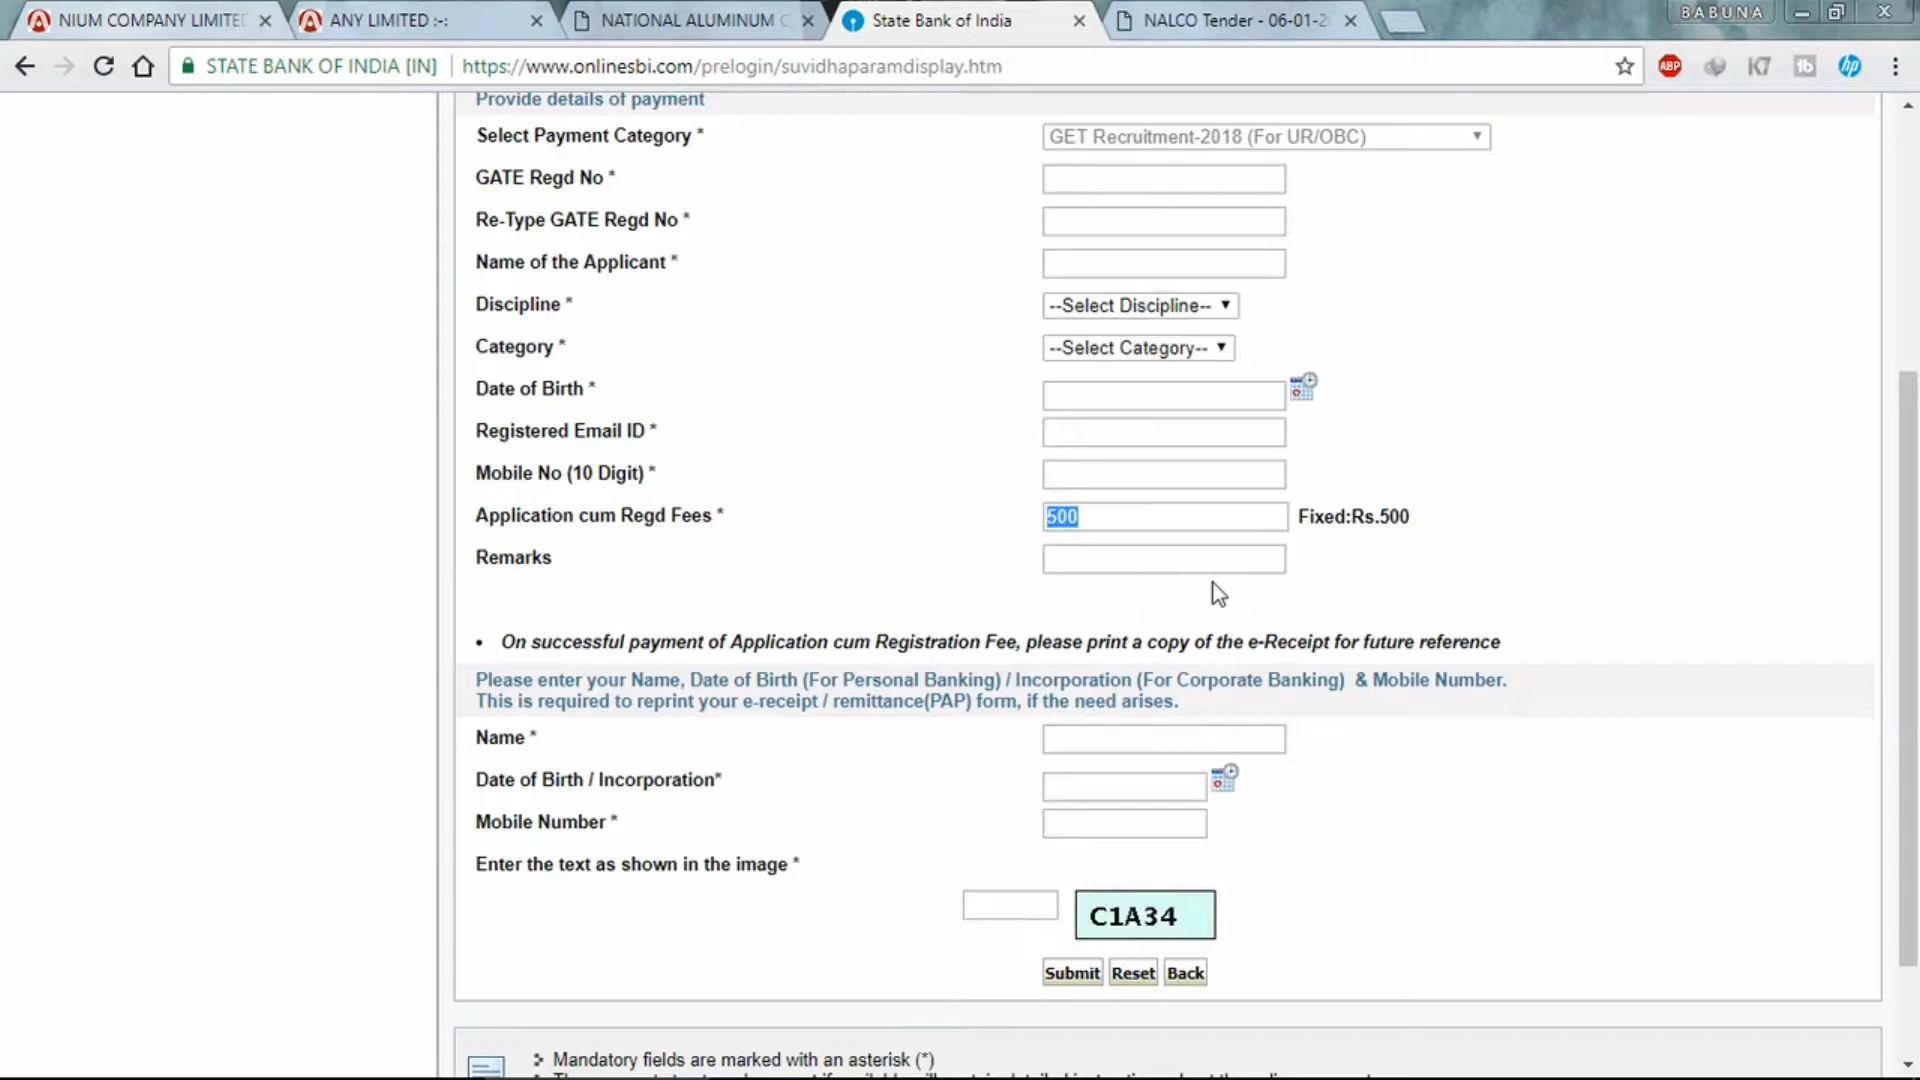 NIUM COMPANY LIMITE
ANY LIMITED :-:
NATIONAL ALUMINUM C
State Bank of India
NALCO Tender - 06-01-2
BABUNA
STATE BANK OF INDIA [IN]
https://www.onlinesbi.com/prelogin/suvidhaparamdisplay.htm
ABP
K7
hp
Provide details of payment
Select Payment Category *
GET Recruitment-2018 (For UR/OBC)
GATE Regd No *
Re-Type GATE Regd No *
Name of the Applicant *
Discipline *
--Select Discipline--
Category *
--Select Category--
Date of Birth *
Registered Email ID *
Mobile No (10 Digit) *
Application cum Regd Fees *
500
Fixed:Rs.500
Remarks
• On successful payment of Application cum Registration Fee, please print a copy of the e-Receipt for future reference
Please enter your Name, Date of Birth (For Personal Banking) / Incorporation (For Corporate Banking) & Mobile Number.
This is required to reprint your e-receipt / remittance(PAP) form, if the need arises.
Name *
Date of Birth / Incorporation*
Mobile Number *
Enter the text as shown in the image *
C1A34
Submit
Reset
Back
Mandatory fields are marked with an asterisk (*)